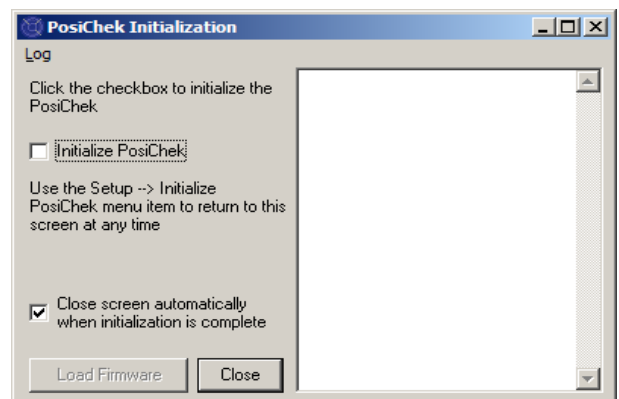 PosiChek Initialization
Log
Click the checkbox to initialize the
PosiChek
Initialize PosiChek
Use the Setup --> Initialize
PosiChek menu item to return to this
screen at any time
Close screen automatically
when initialization is complete
Load Firmware
Close